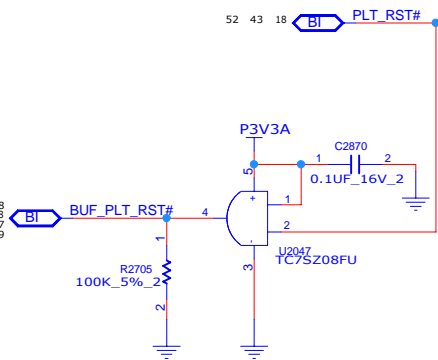 52 43 18 BI PLT_RST#
P3V3A
C2870
1 2
0.1UF_16V_2
5
+
1
BI BUF_PLT_RST# 4
2
-
U2047
TC7SZ08FU
3
1
R2705
100K_5%_2
2